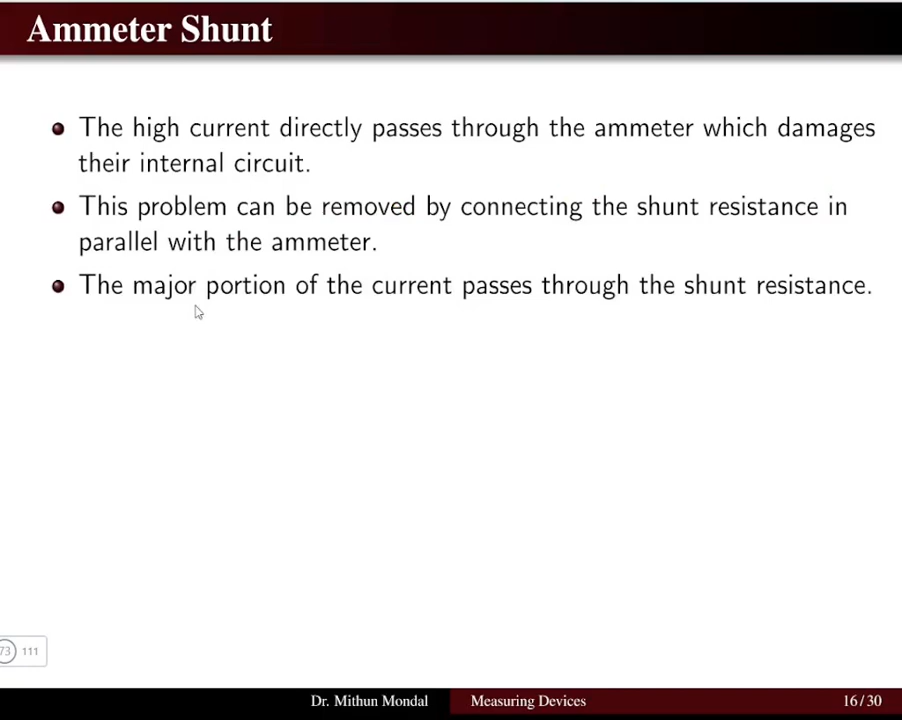 Ammeter Shunt
The high current directly passes through the ammeter which damages
their internal circuit.
This problem can be removed by connecting the shunt resistance in
parallel with the ammeter.
The major portion of the current passes through the shunt resistance.
73 111
Dr. Mithun Mondal Measuring Devices 16/30